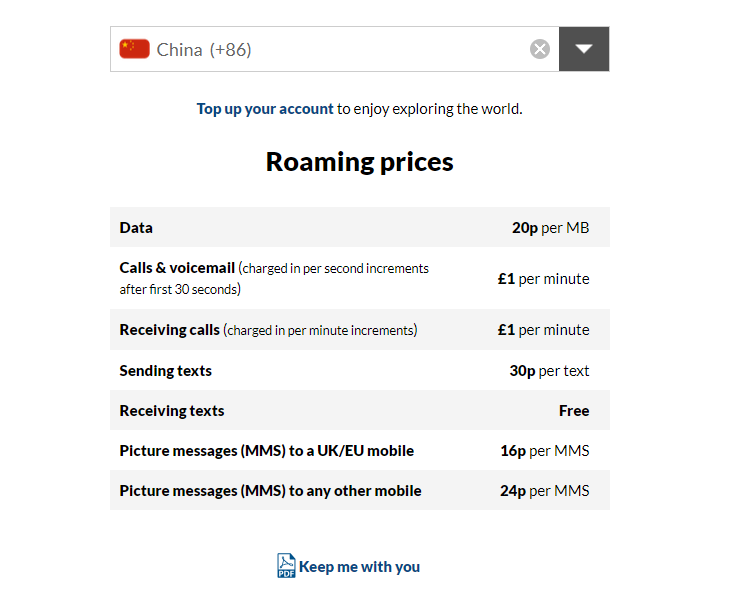 China (+86)
Top up your account to enjoy exploring the world.
Roaming prices
Data 20p per MB
Calls & voicemail (charged in per second increments
after first 30 seconds) £1 per minute
Receiving calls (charged in per minute increments) £1 per minute
Sending texts 30p per text
Receiving texts Free
Picture messages (MMS) to a UK/EU mobile 16p per MMS
Picture messages (MMS) to any other mobile 24p per MMS
PDF Keep me with you